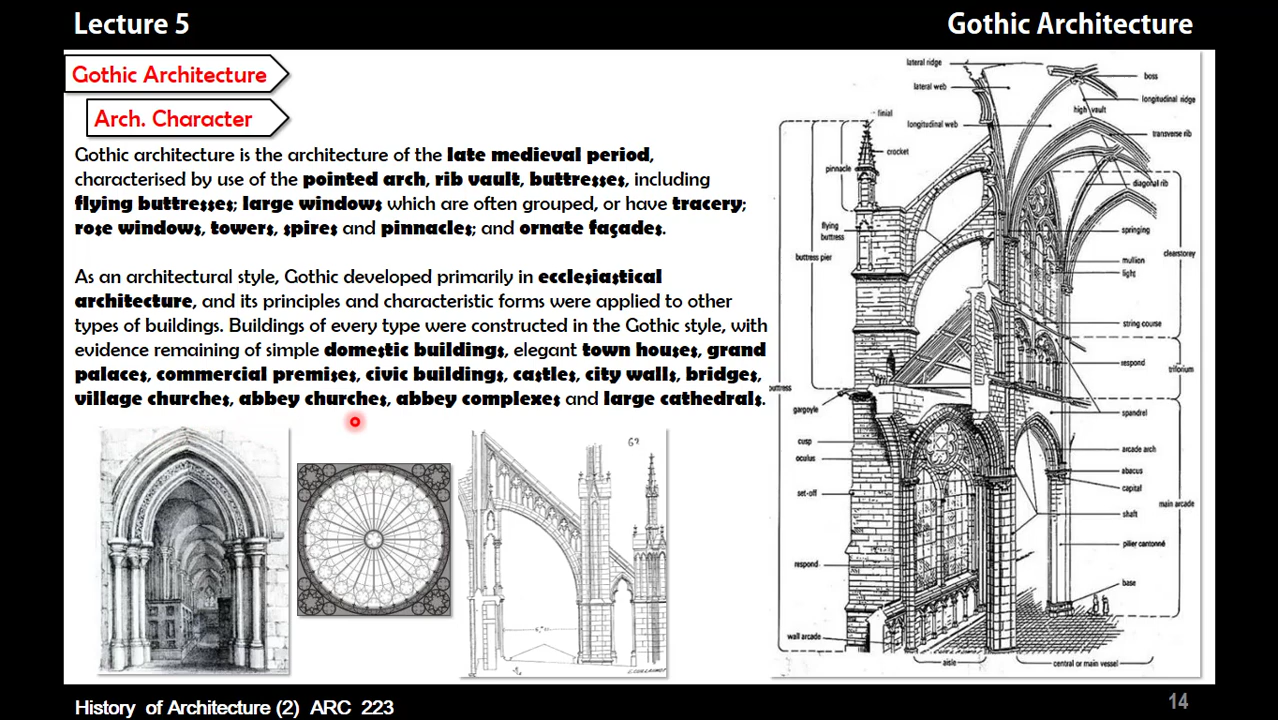 Lecture 5
Gothic Architecture
Gothic Architecture
Arch. Character
Gothic architecture is the architecture of the late medieval period,
characterised by use of the pointed arch, rib vault, buttresses, including
flying buttresses; large windows which are often grouped, or have tracery;
rose windows, towers, spires and pinnacles; and ornate façades.
As an architectural style, Gothic developed primarily in ecclesiastical
architecture, and its principles and characteristic forms were applied to other
types of buildings. Buildings of every type were constructed in the Gothic style, with
evidence remaining of simple domestic buildings, elegant town houses, grand
palaces, commercial premises, civic buildings, castles, city walls, bridges,
village churches, abbey churches, abbey complexes and large cathedrals.
lateral ridge
lateral web
longitudinal web
boss
longitudinal ridge
high vault
transverse rib
diagonal rib
finial
crocket
pinnacle
flying
buttress
buttress pier
buttress
springing
clearstorey
mullion
light
string course
respond
triforium
gargoyle
spandrel
cusp
oculus
arcade arch
abacus
capital
set-off
main arcade
shaft
pilier cantonné
respond
base
wall arcade
aisle
central or main vessel
History of Architecture (2) ARC 223
14